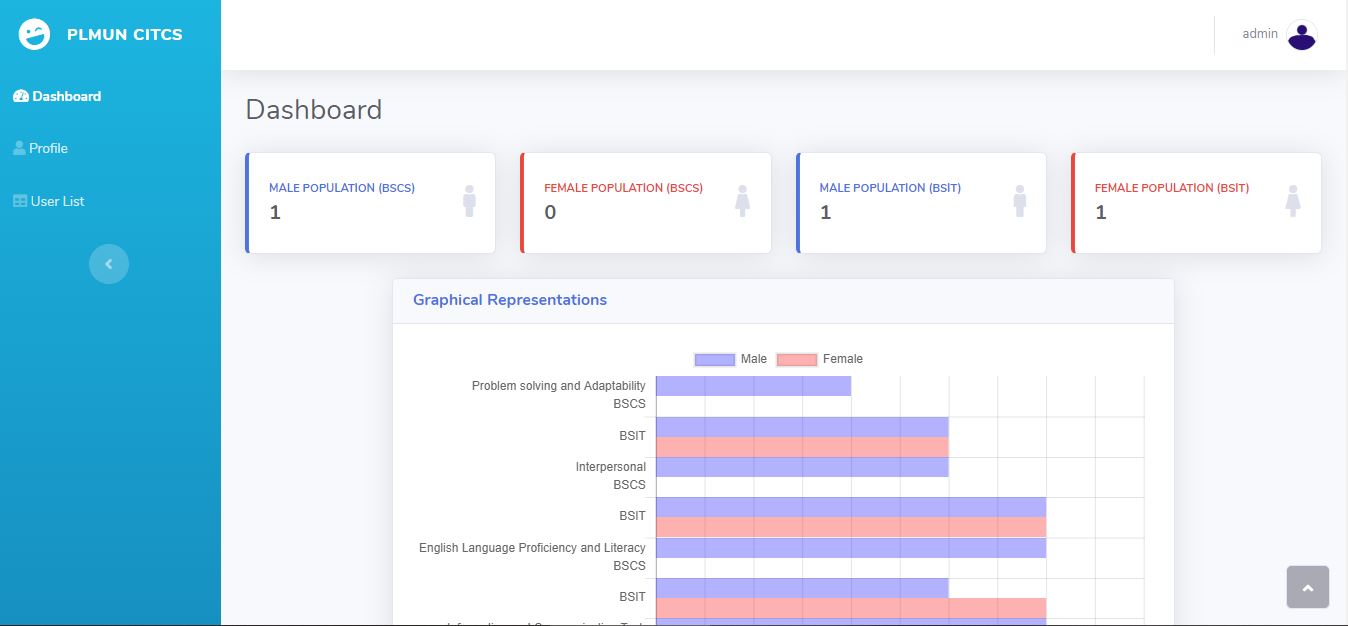 PLMUN CITCS
admin
Dashboard
Profile
User List
Dashboard
MALE POPULATION (BSCS)
1
FEMALE POPULATION (BSCS)
0
MALE POPULATION (BSIT)
1
FEMALE POPULATION (BSIT)
1
Graphical Representations
Male
Female
Problem solving and Adaptability
BSCS
BSIT
Interpersonal
BSCS
BSIT
English Language Proficiency and Literacy
BSCS
BSIT